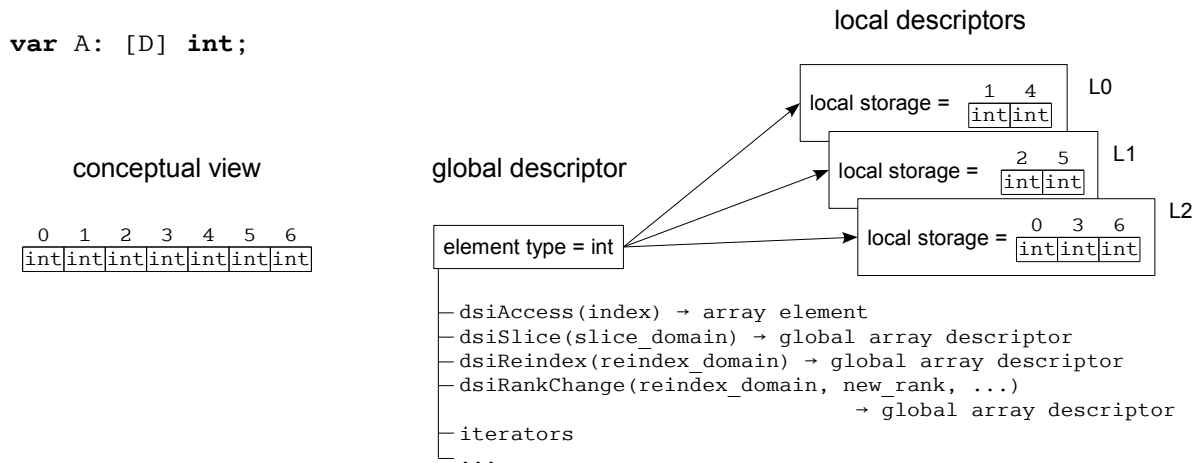 var A: [D] int;
local descriptors
conceptual view
global descriptor
0 1 2 3 4 5 6
int int int int int int int
element type = int
local storage =
1 4
int int
L0
local storage =
2 5
int int
L1
local storage =
0 3 6
int int int
L2
dsiAccess(index) → array element
dsiSlice(slice_domain) → global array descriptor
dsiReindex(reindex_domain) → global array descriptor
dsiRankChange(reindex_domain, new_rank, ...)
→ global array descriptor
iterators
...